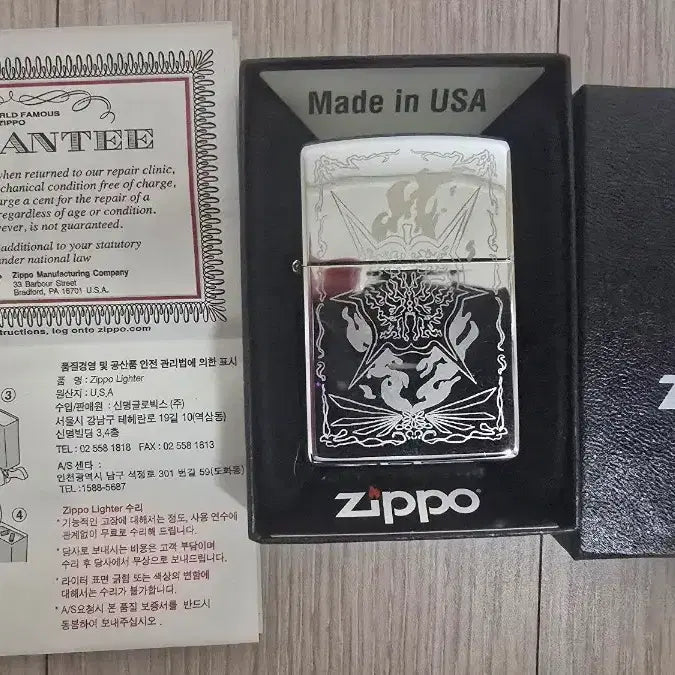 RLD FAMOUS
ZIPPO
ANTEE
when returned to our repair clinic,
chanical condition free of charge,
arge a cent for the repair of a
regardless of age or condition.
ever, is not guaranteed.
additional to your statutory
under national law
Zippo Manufacturing Company
33 Barbour Street
Bradford, PA 16701 U.S.A.
tructions, log onto zippo.com
품질경영 및 공산품 안전 관리법에 의한 표시
품 명 : Zippo Lighter
원산지 : U.S.A
수입/판매원 : 신명글로빅스 (주)
서울시 강남구 테헤란로 19길 10(역삼동)
신명빌딩 3,4층
TEL : 02 558 1818 FAX : 02 558 1813
A/S 센타 :
인천광역시 남구 석정로 301 번길 59(도화동)
TEL :1588-5687
③
④
Zippo Lighter 수리
* 기능적인 고장에 대해서는 정도, 사용 연수에
관계없이 무료로 수리해 드립니다.
* 당사로 보내시는 비용은 고객 부담이며
수리 후 당사에서 무상으로 보내드립니다.
* 라이터 표면 긁힘 또는 색상의 변함에
대해서는 수리가 불가합니다.
* A/S요청시 본 품질 보증서를 반드시
동봉하여 보내주십시오.
Made in USA
zippo
Z